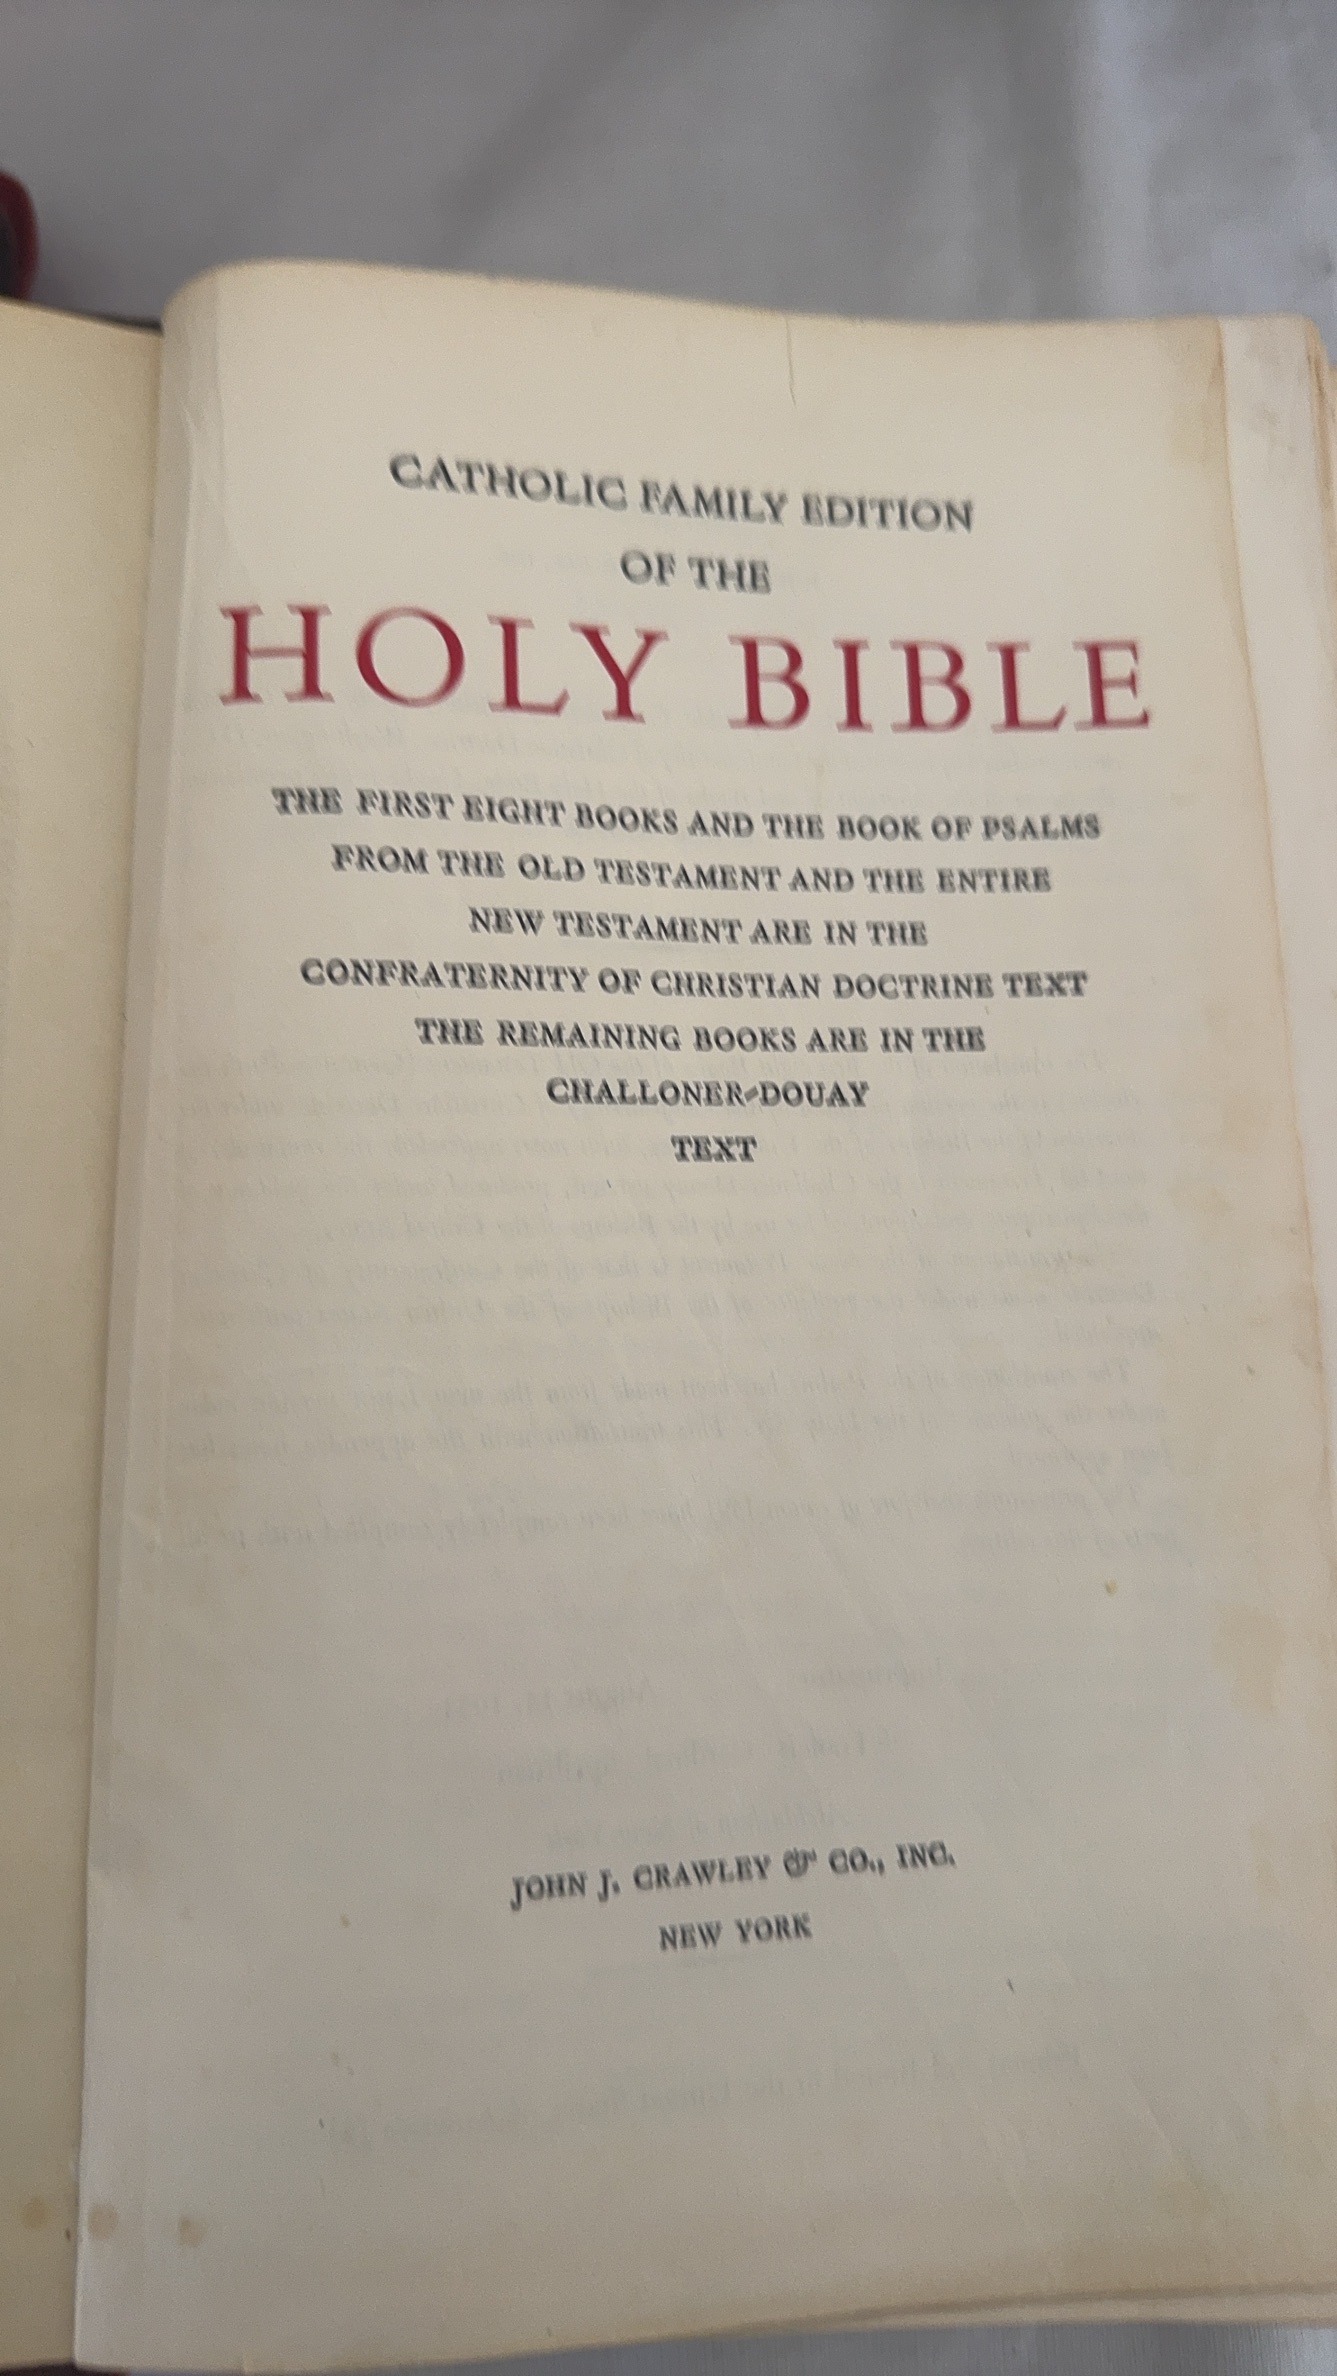 CATHOLIC FAMILY EDITION
OF THE
HOLY BIBLE
THE FIRST EIGHT BOOKS AND THE BOOK OF PSALMS
FROM THE OLD TESTAMENT AND THE ENTIRE
NEW TESTAMENT ARE IN THE
CONFRATERNITY OF CHRISTIAN DOCTRINE TEXT
THE REMAINING BOOKS ARE IN THE
CHALLONER-DOUAY
TEXT
JOHN J. CRAWLEY & CO., INC.
NEW YORK